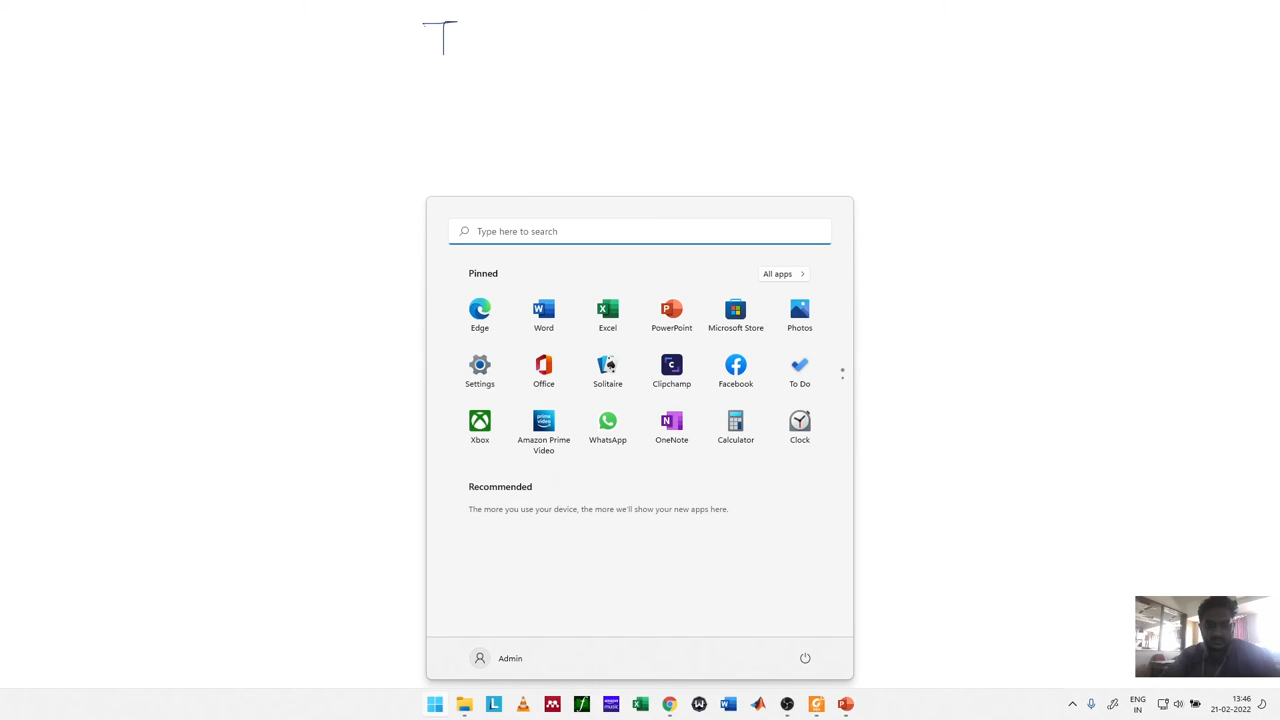 T
Type here to search
Pinned
All apps
Edge
Word
Excel
PowerPoint
Microsoft Store
Photos
Settings
Office
Solitaire
Clipchamp
Facebook
To Do
Xbox
Amazon Prime
Video
WhatsApp
OneNote
Calculator
Clock
Recommended
The more you use your device, the more we'll show your new apps here.
Admin
ENG
IN
13:46
21-02-2022